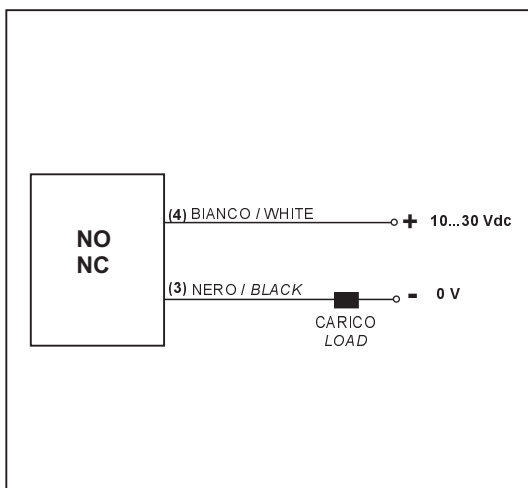 NO
NC
(4) BIANCO / WHITE
+ 10...30 Vdc
(3) NERO / BLACK
- 0 V
CARICO
LOAD